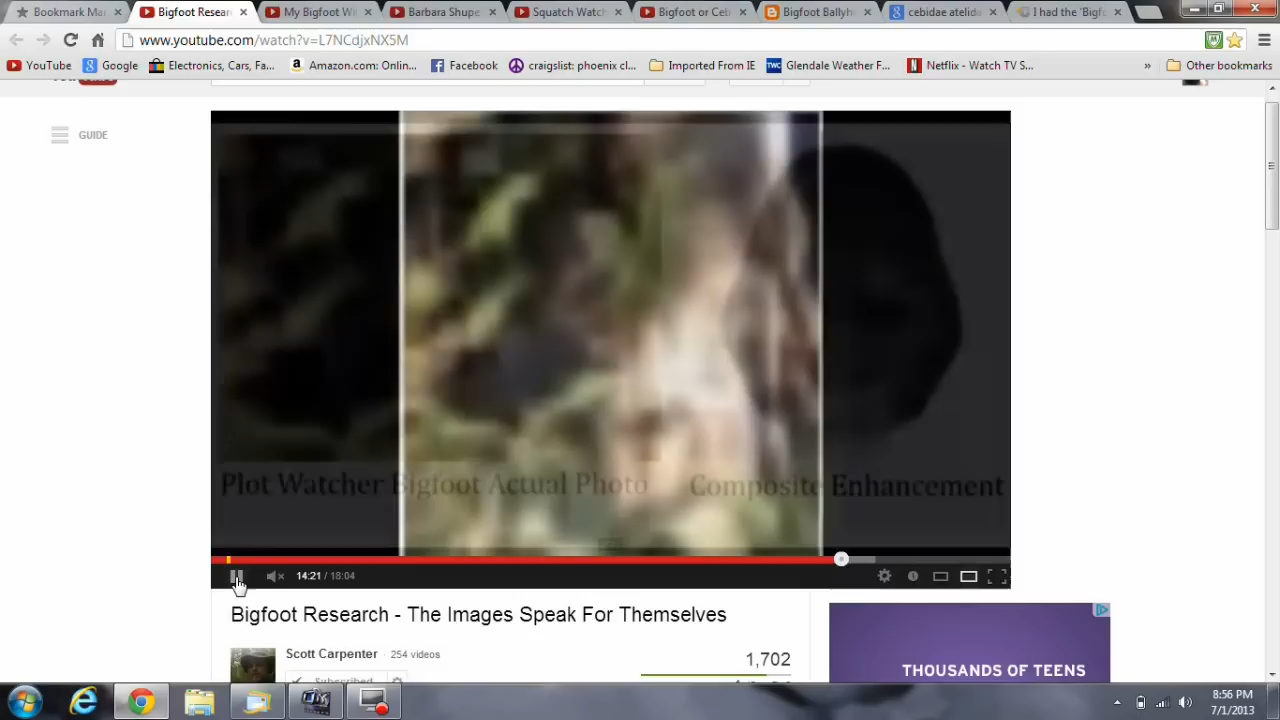 Bookmark Ma
Bigfoot Resear
My Bigfoot Wi
Barbara Shupe
Squatch Watch
Bigfoot or Ceb
Bigfoot Ballyh
cebidae atelid
I had the 'Bigf
www.youtube.com/watch?v=L7NCdjxNX5M
YouTube
Google
Electronics, Cars, Fa...
Amazon.com: Onlin...
Facebook
craigslist: phoenix cl...
Imported From IE
TWC
Glendale Weather F...
Netflix - Watch TV S...
»
Other bookmarks
GUIDE
Plot Watcher Bigfoot Actual Photo
Composite Enhancement
14:21 / 18:04
Bigfoot Research - The Images Speak For Themselves
Scott Carpenter · 254 videos
1,702
Subscribed
THOUSANDS OF TEENS
8:56 PM
7/1/2013